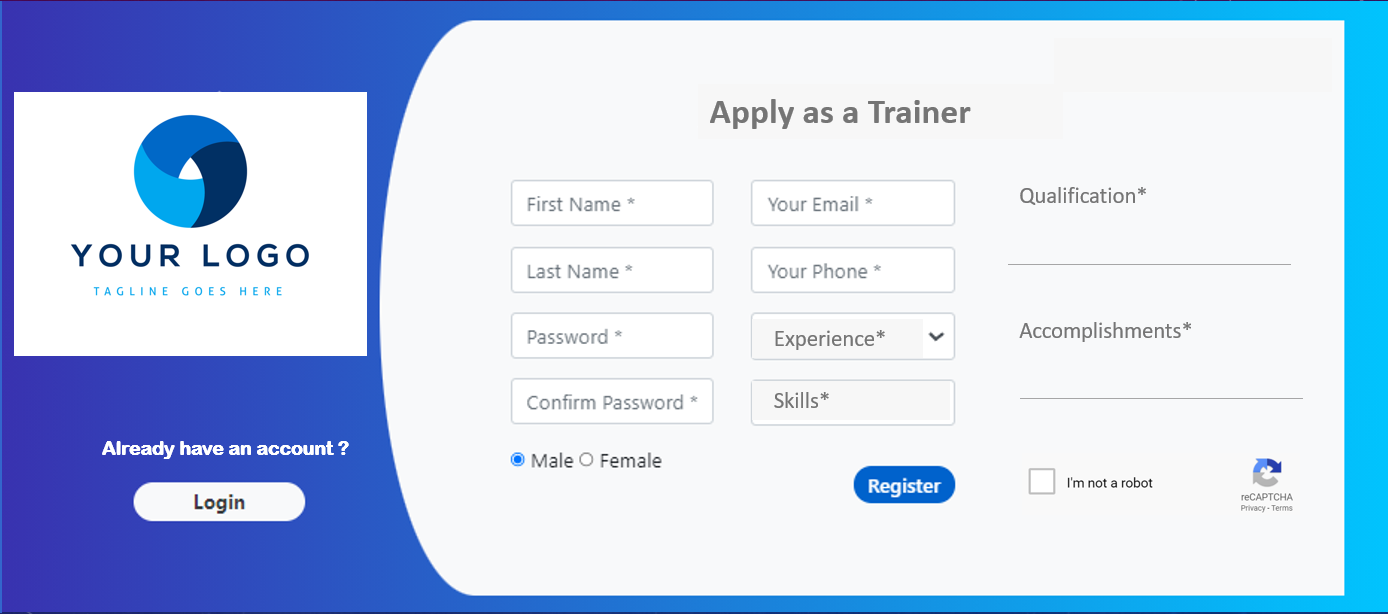 YOUR LOGO
TAGLINE GOES HERE
Already have an account ?
Login
Apply as a Trainer
First Name *
Your Email *
Qualification*
Last Name *
Your Phone *
Password *
Experience*
Accomplishments*
Confirm Password *
Skills*
Male Female
Register
I'm not a robot
reCAPTCHA
Privacy - Terms